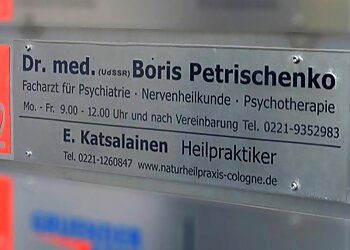 Dr. med. (UdSSR) Boris Petrischenko
Facharzt für Psychiatrie · Nervenheilkunde · Psychotherapie
Mo. - Fr. 9.00 - 12.00 Uhr und nach Vereinbarung Tel. 0221-9352983
E. Katsalainen Heilpraktiker
Tel. 0221-1260847 www.naturheilpraxis-cologne.de